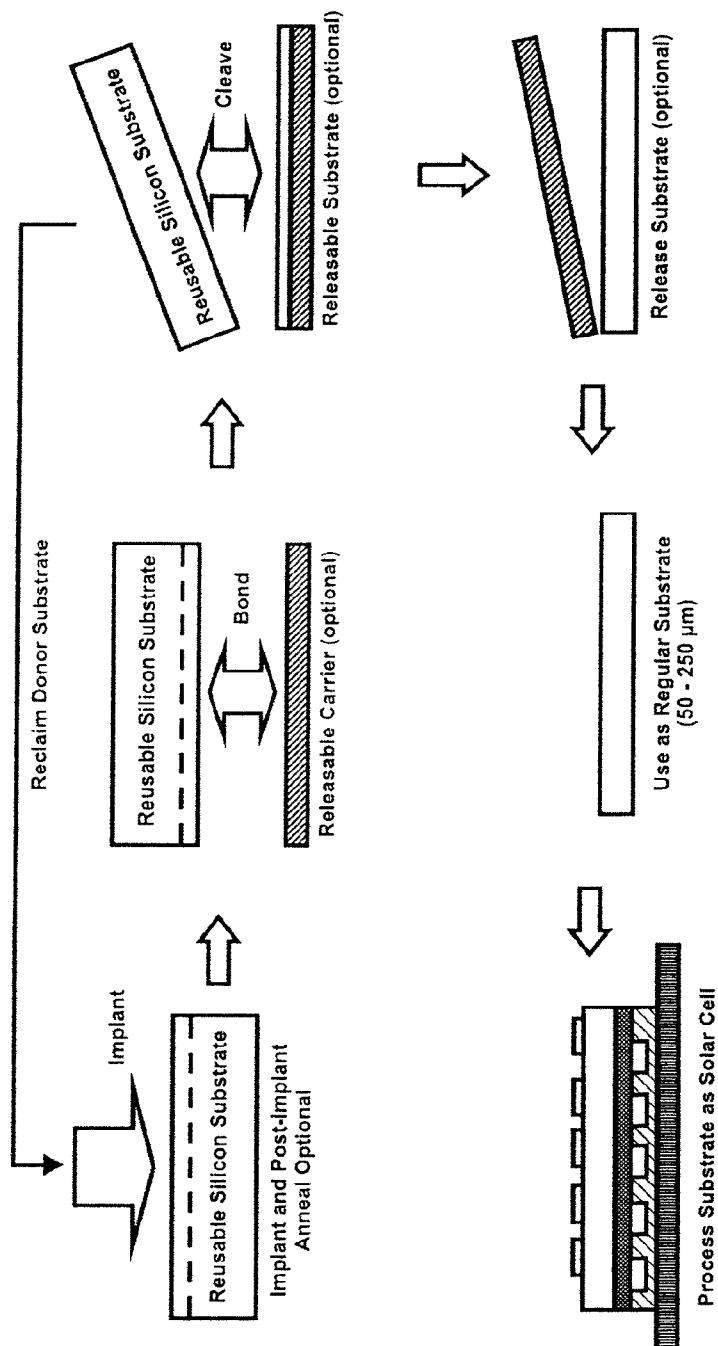 Reclaim Donor Substrate
Implant
Reusable Silicon Substrate
Implant and Post-Implant
Anneal Optional
Reusable Silicon Substrate
Bond
Releasable Carrier (optional)
Reusable Silicon Substrate
Cleave
Releasable Substrate (optional)
Release Substrate (optional)
Use as Regular Substrate
(50 - 250 µm)
Process Substrate as Solar Cell